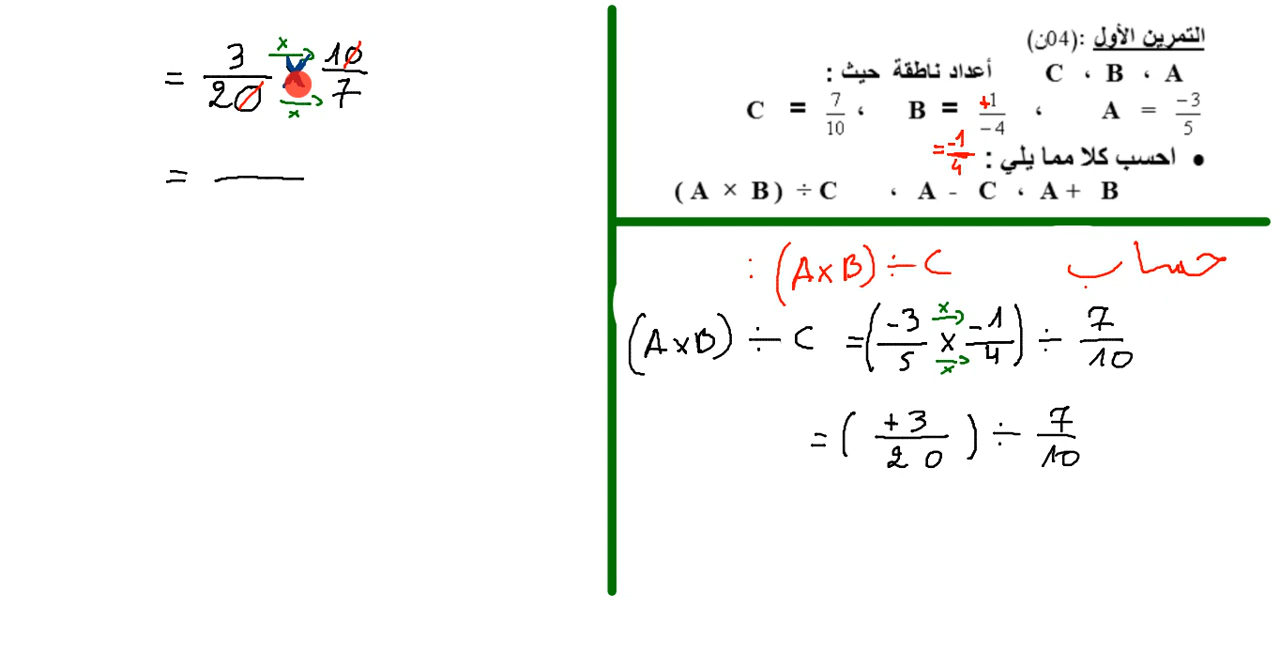 التمرين الأول :(04ن)
A ، B ، C أعداد ناطقة حيث :
A = -3/5 ، B = +1/-4 ، C = 7/10
= -1/4
• احسب كلا مما يلي :
A + B ، A - C ، (A × B) ÷ C
حساب (A×B) ÷ C :
(A×B) ÷ C = (-3/5 × -1/4) ÷ 7/10
× ×
= (+3/20) ÷ 7/10
= 3/20 × 10/7
× ×
=